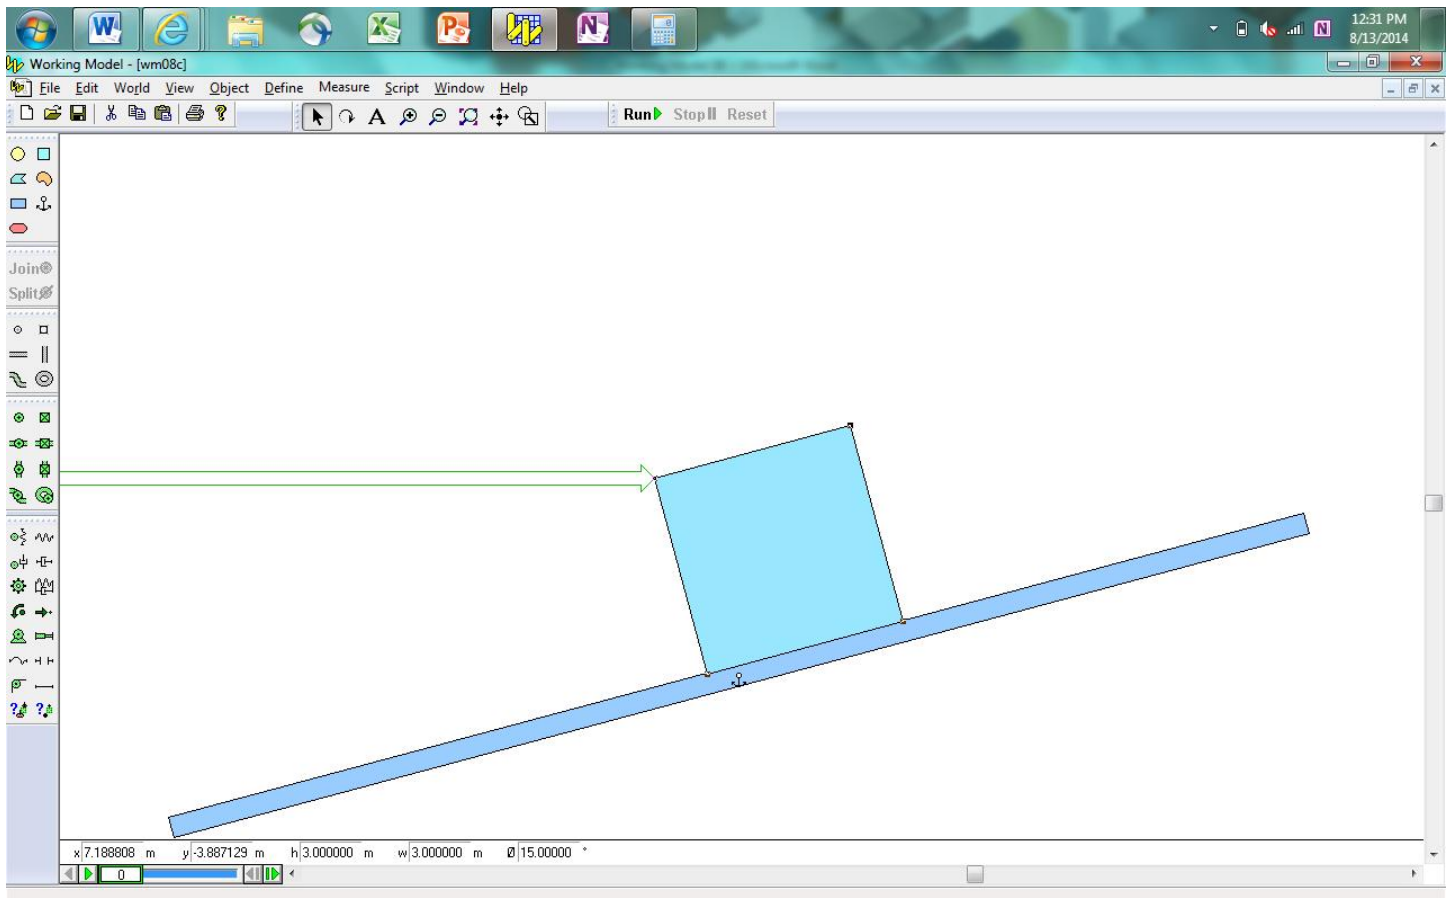 12:31 PM
8/13/2014
Working Model - [wm08c]
File Edit World View Object Define Measure Script Window Help
Run Stop Reset
Join
Split
x 7.188808 m y -3.887129 m h 3.000000 m w 3.000000 m Ø 15.00000 °
0